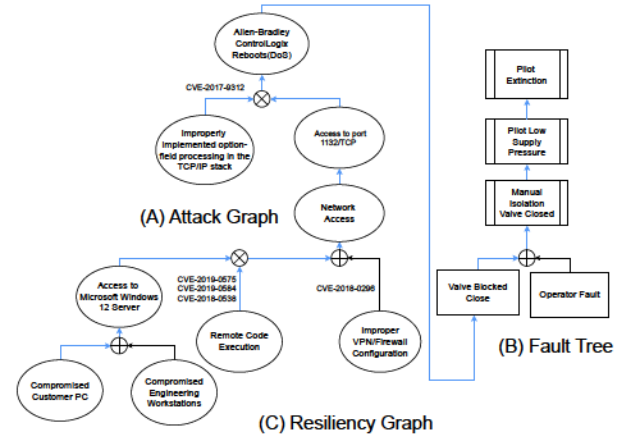 Allen-Bradley
ControlLogix
Reboots(DoS)
CVE-2017-9312
Improperly
implemented option-
field processing in the
TCP/IP stack
Access to port
1132/TCP
(A) Attack Graph
Network
Access
Access to
Microsoft Windows
12 Server
CVE-2019-0575
CVE-2019-0584
CVE-2018-0538
CVE-2018-0296
Remote Code
Execution
Improper
VPN/Firewall
Configuration
Compromised
Customer PC
Compromised
Engineering
Workstations
Pilot
Extinction
Pilot Low
Supply
Pressure
Manual
Isolation
Valve Closed
Valve Blocked
Close
Operator Fault
(B) Fault Tree
(C) Resiliency Graph